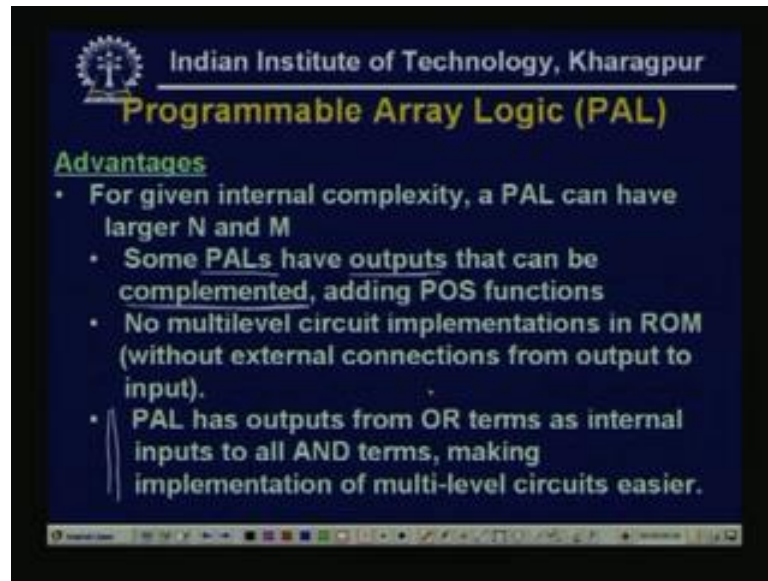 Indian Institute of Technology, Kharagpur
Programmable Array Logic (PAL)
Advantages
• For given internal complexity, a PAL can have
larger N and M
• Some PALs have outputs that can be
complemented, adding POS functions
• No multilevel circuit implementations in ROM
(without external connections from output to
input).
• PAL has outputs from OR terms as internal
inputs to all AND terms, making
implementation of multi-level circuits easier.